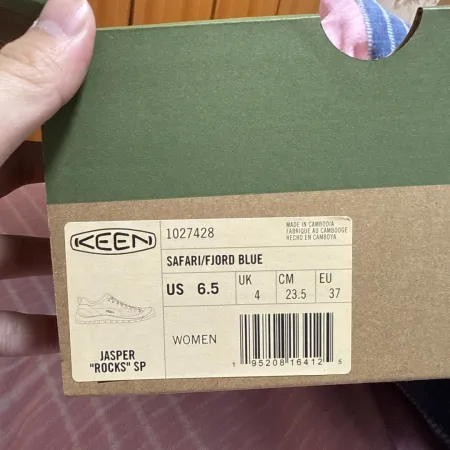 KEEN
1027428
MADE IN CAMBODIA
FABRIQUÉ AU CAMBODGE
HECHO EN CAMBOYA
SAFARI/FJORD BLUE
US 6.5
UK 4
CM 23.5
EU 37
WOMEN
JASPER
"ROCKS" SP
1 95208 16412 5